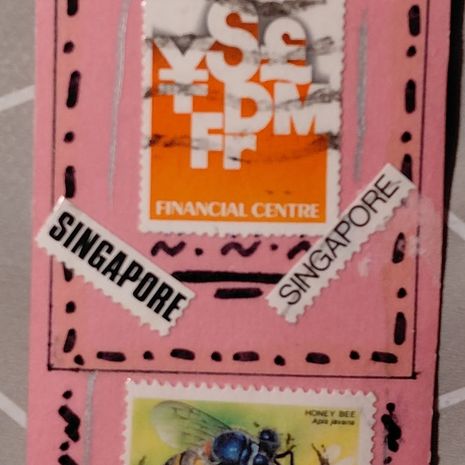 ¥S£
DM
Fr
FINANCIAL CENTRE
SINGAPORE
SINGAPORE
HONEY BEE
Apis javana